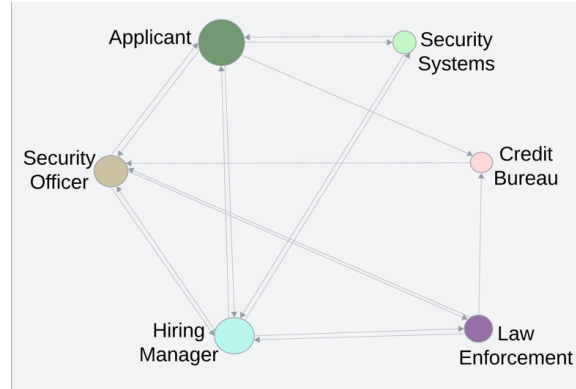 Applicant
Security
Systems
Security
Officer
Credit
Bureau
Hiring
Manager
Law
Enforcement